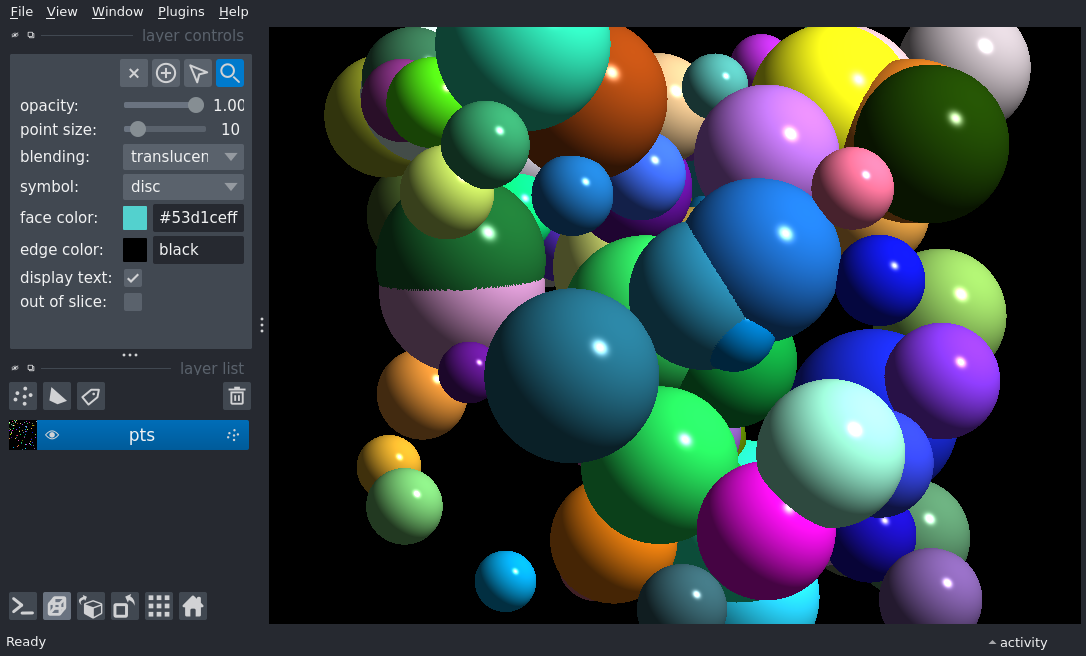 File View Window Plugins Help
layer controls
opacity: 1.00
point size: 10
blending: translucen
symbol: disc
face color: #53d1ceff
edge color: black
display text:
out of slice:
layer list
pts
Ready
activity